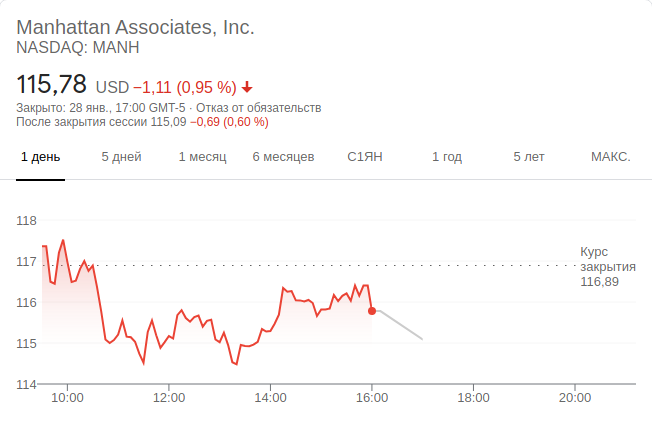 Manhattan Associates, Inc.
NASDAQ: MANH
115,78 USD −1,11 (0,95 %)
Закрыто: 28 янв., 17:00 GMT-5 · Отказ от обязательств
После закрытия сессии 115,09 −0,69 (0,60 %)
1 день 5 дней 1 месяц 6 месяцев С1ЯН 1 год 5 лет МАКС.
118
117
116
115
114
Курс
закрытия
116,89
10:00 12:00 14:00 16:00 18:00 20:00